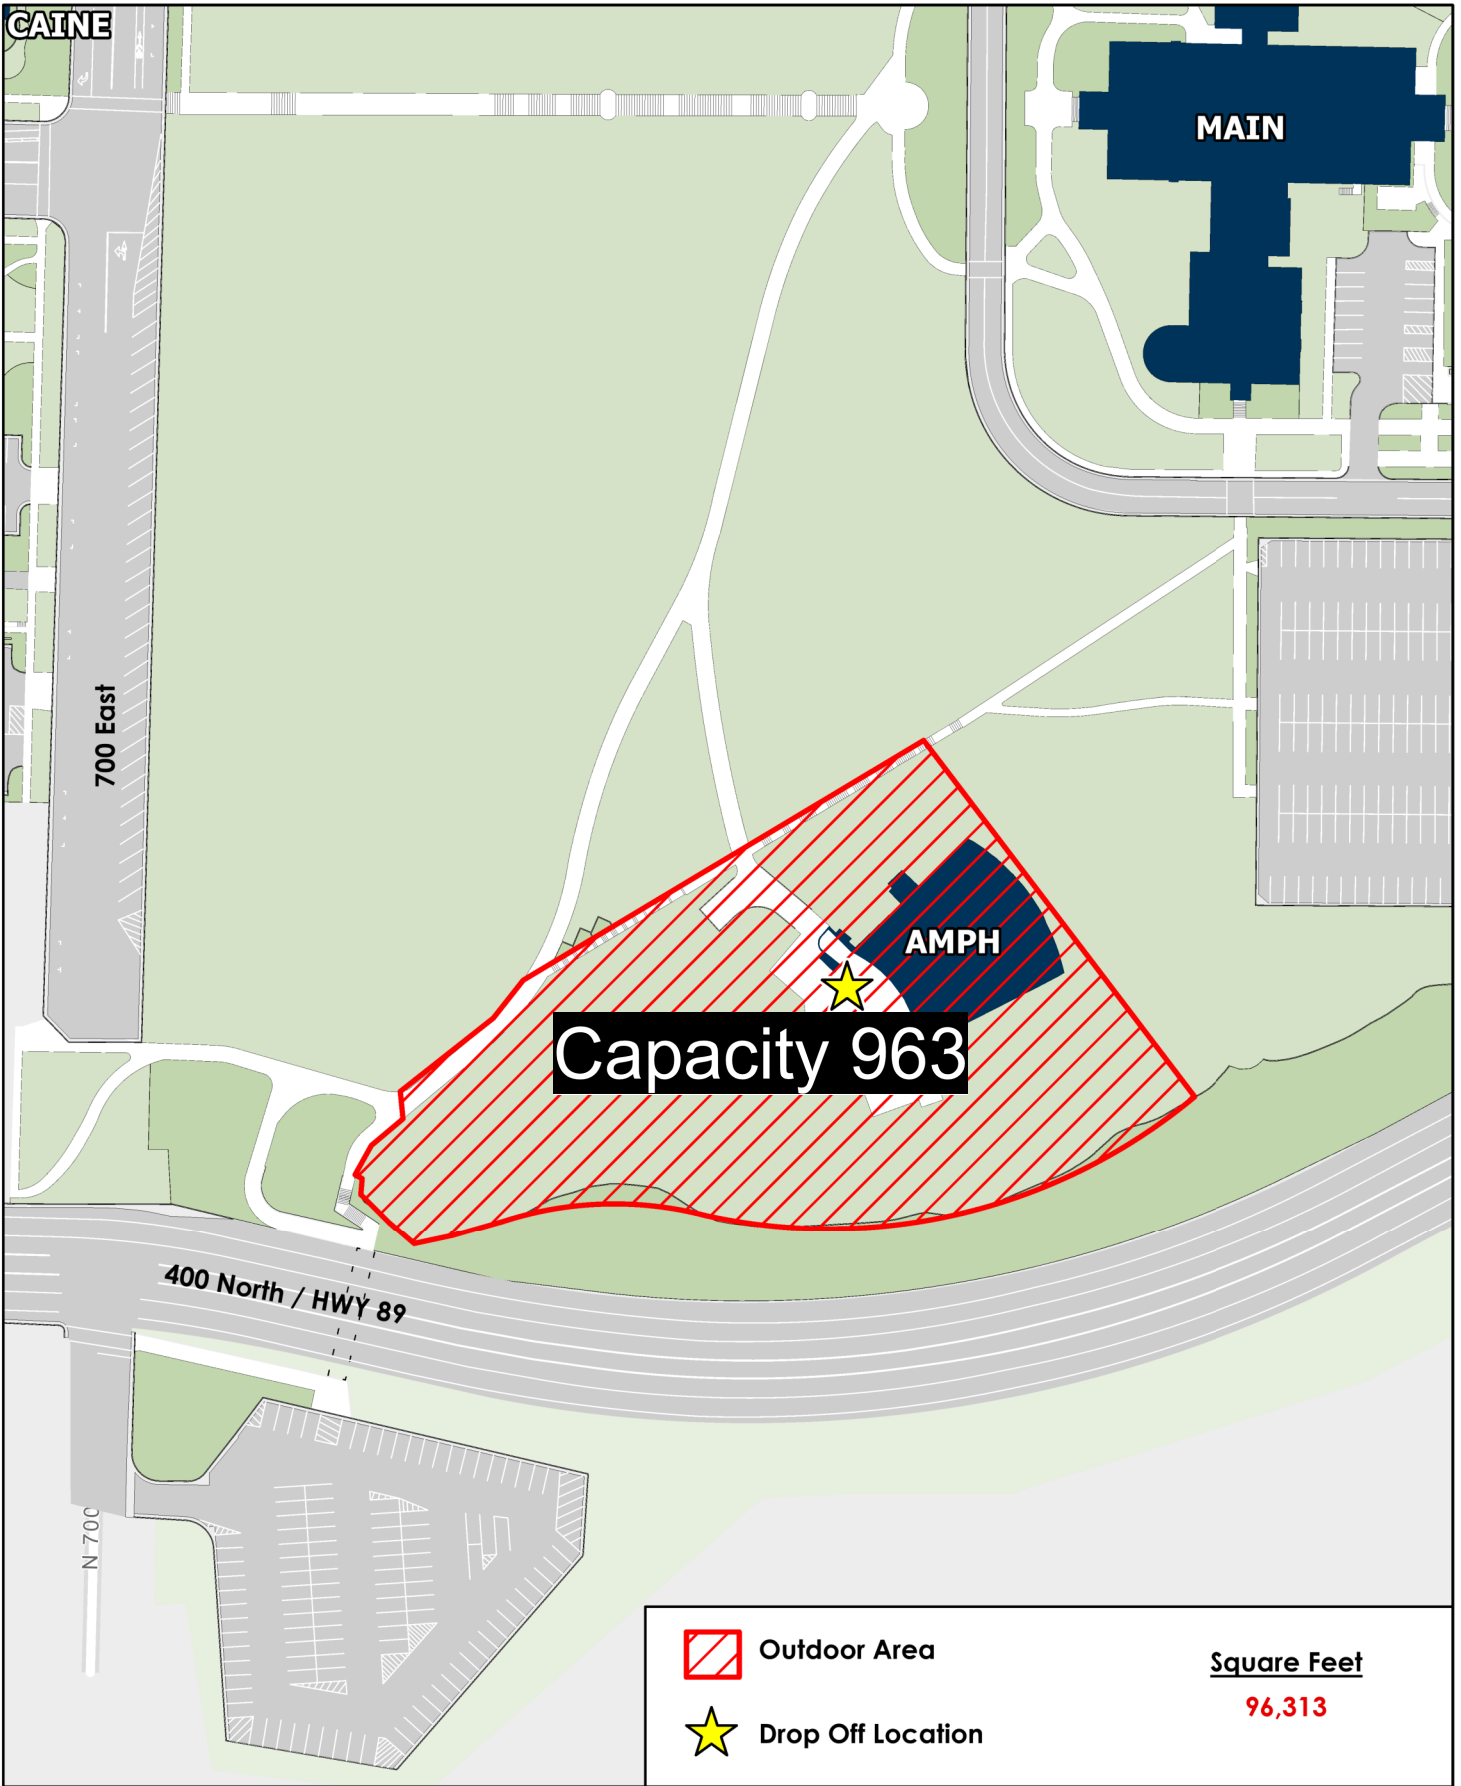 CAINE
MAIN
700 East
AMPH
Capacity 963
400 North / HWY 89
N 700
Outdoor Area
Square Feet
96,313
Drop Off Location